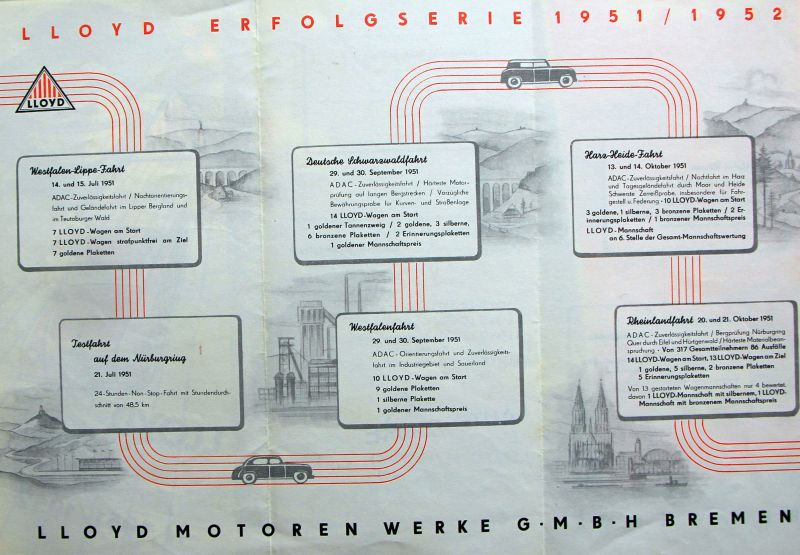 LLOYD ERFOLGSERIE 1951/1952
LLOYD
Westfalen-Lippe-Fahrt
14. und 15. Juli 1951
ADAC-Zuverlässigkeitsfahrt / Nachtorientierungs-
fahrt und Geländefahrt im Lipper Bergland und
im Teutoburger Wald
7 LLOYD-Wagen am Start
7 LLOYD-Wagen strafpunktfrei am Ziel
7 goldene Plaketten
Testfahrt
auf dem Nürburgring
21. Juli 1951
24-Stunden-Non-Stop-Fahrt mit Stundendurch-
schnitt von 48.5 km
Deutsche Schwarzwaldfahrt
29. und 30. September 1951
ADAC-Zuverlässigkeitsfahrt / Härteste Motor-
prüfung auf langen Bergstrecken / Vorzügliche
Bewährungsprobe für Kurven- und Straßenlage
14 LLOYD-Wagen am Start
1 goldener Tannenzweig / 2 goldene, 3 silberne,
6 bronzene Plaketten / 2 Erinnerungsplaketten
1 goldener Mannschaftspreis
Westfalenfahrt
29. und 30. September 1951
ADAC-Orientierungsfahrt und Zuverlässigkeits-
fahrt im Industriegebiet und Sauerland
10 LLOYD-Wagen am Start
9 goldene Plaketten
1 silberne Plakette
1 goldener Mannschaftspreis
Harz-Heide-Fahrt
13. und 14. Oktober 1951
ADAC-Zuverlässigkeitsfahrt / Nachtfahrt im Harz
und Tagesgeländefahrt durch Moor und Heide
Schwerste Zerreißprobe, insbesondere für Fahr-
gestell u. Federung · 10 LLOYD-Wagen am Start
3 goldene, 1 silberne, 3 bronzene Plaketten / 2 Er-
innerungsplaketten / 1 bronzener Mannschaftspreis
LLOYD-Mannschaft
an 6. Stelle der Gesamt-Mannschaftswertung
Rheinlandfahrt 20. und 21. Oktober 1951
ADAC-Zuverlässigkeitsfahrt / Bergprüfung Nürburgring
Quer durch Eifel und Hürtgenwald / Härteste Materialbean-
spruchung · Von 317 Gesamtteilnehmern 86 Ausfälle
14 LLOYD-Wagen am Start, 13 LLOYD-Wagen am Ziel
1 goldene, 5 silberne, 2 bronzene Plaketten
5 Erinnerungsplaketten
Von 13 gestarteten Wagenmannschaften nur 4 bewertet,
davon 1 LLOYD-Mannschaft mit silbernem, 1 LLOYD-
Mannschaft mit bronzenem Mannschaftspreis
LLOYD MOTOREN WERKE G·M·B·H BREMEN